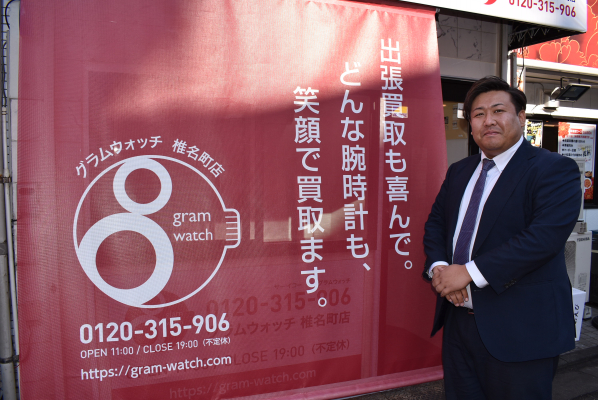 0120-315-906
出張買取も喜んで。
どんな腕時計も、
笑顔で買取ます。
グラムウォッチ 椎名町店
gram
watch
0120-315-906
OPEN 11:00 / CLOSE 19:00（不定休）
https://gram-watch.com
0120-315-906
グラムウォッチ 椎名町店
CLOSE 19:00（不定休）
gram-watch.com